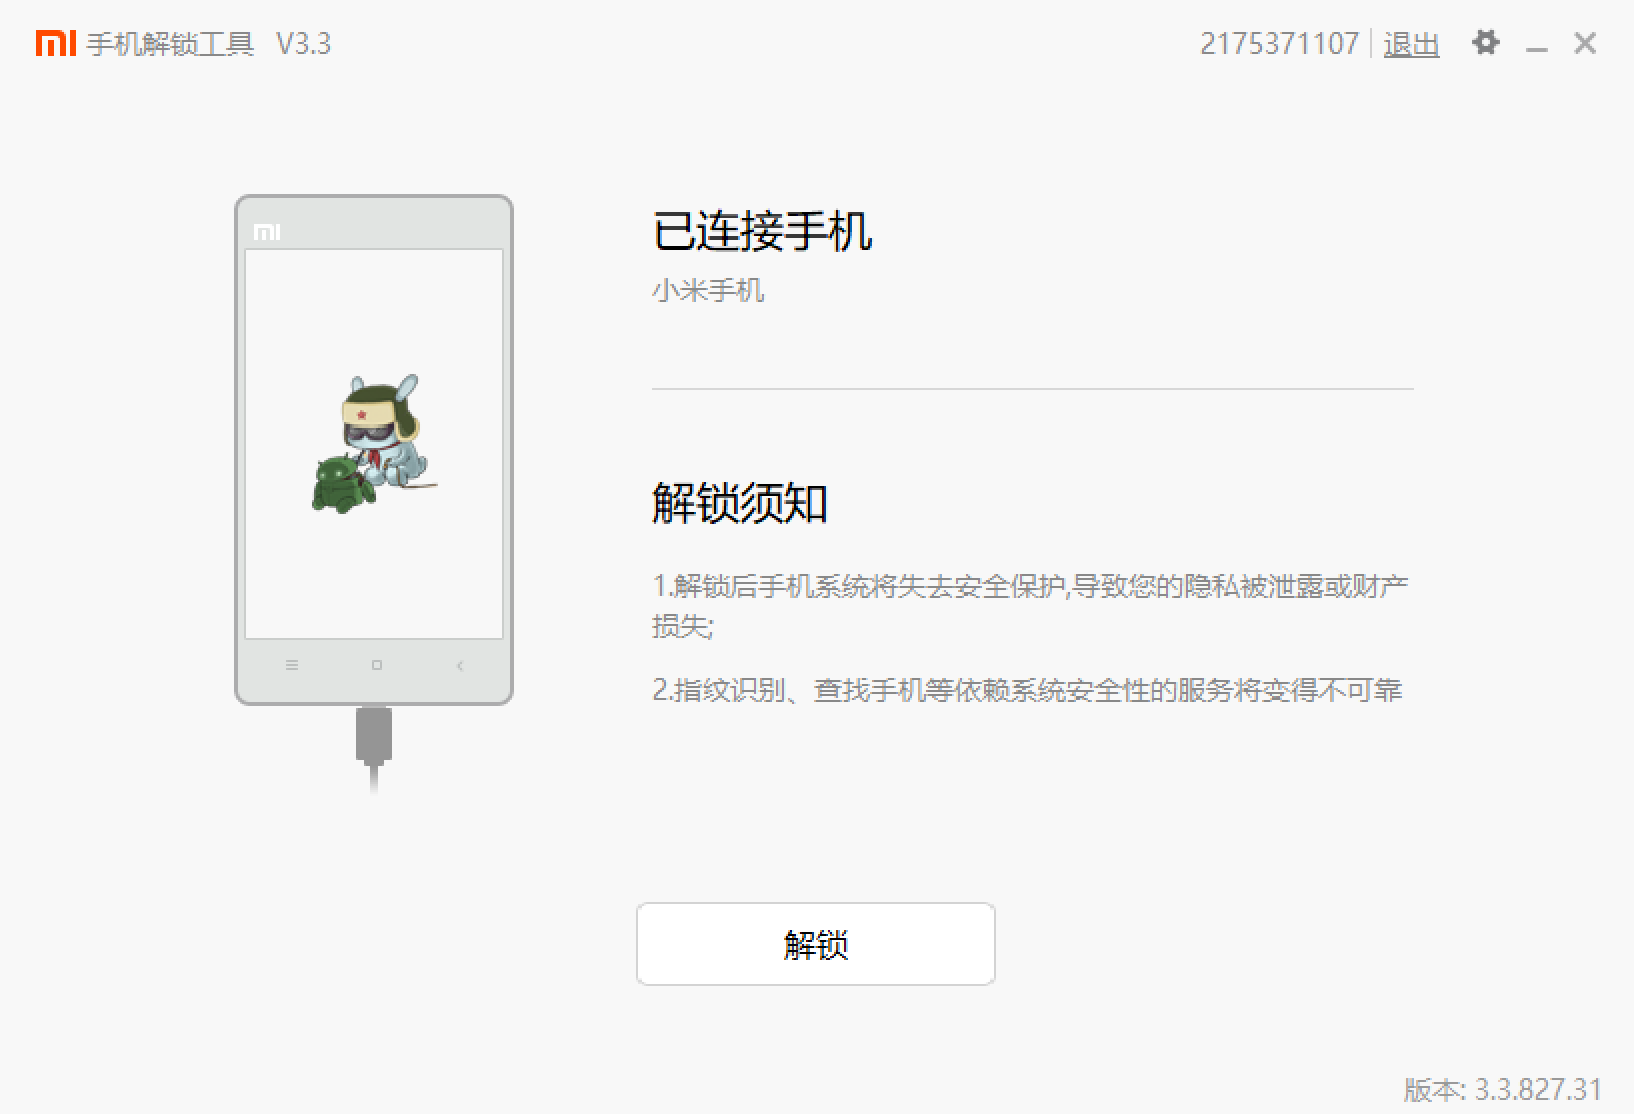 手机解锁工具 V3.3
2175371107 退出
已连接手机
小米手机
解锁须知
1.解锁后手机系统将失去安全保护,导致您的隐私被泄露或财产
损失;
2.指纹识别、查找手机等依赖系统安全性的服务将变得不可靠
解锁
版本: 3.3.827.31